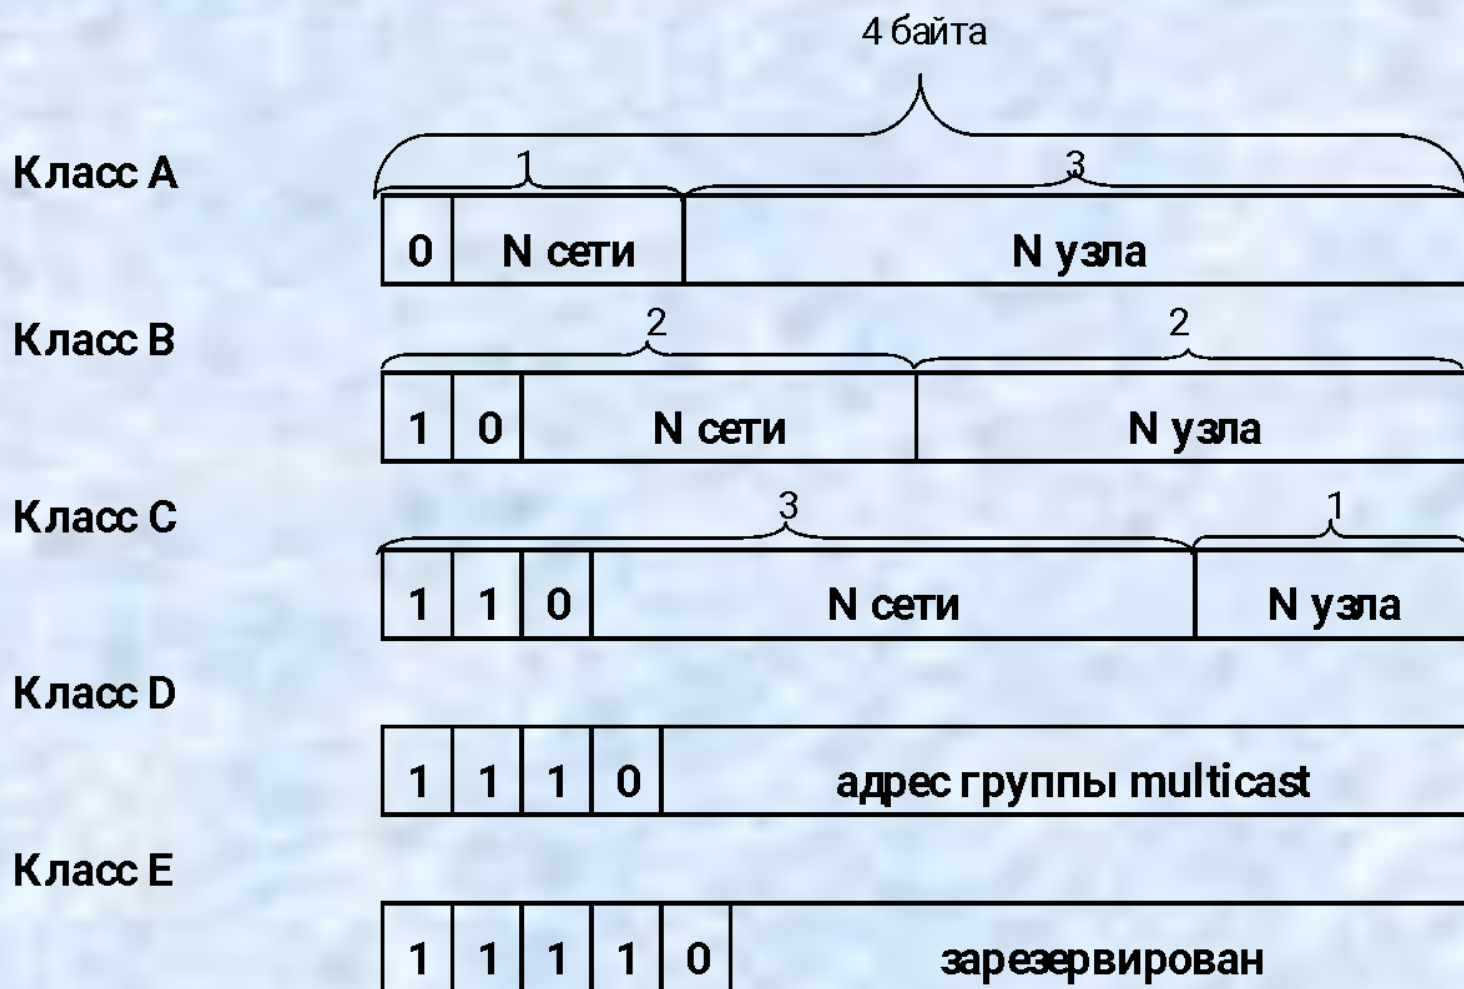 4 байта
Класс A
1 3
0 N сети N узла
Класс B
2 2
1 0 N сети N узла
Класс C
3 1
1 1 0 N сети N узла
Класс D
1 1 1 0 адрес группы multicast
Класс E
1 1 1 1 0 зарезервирован